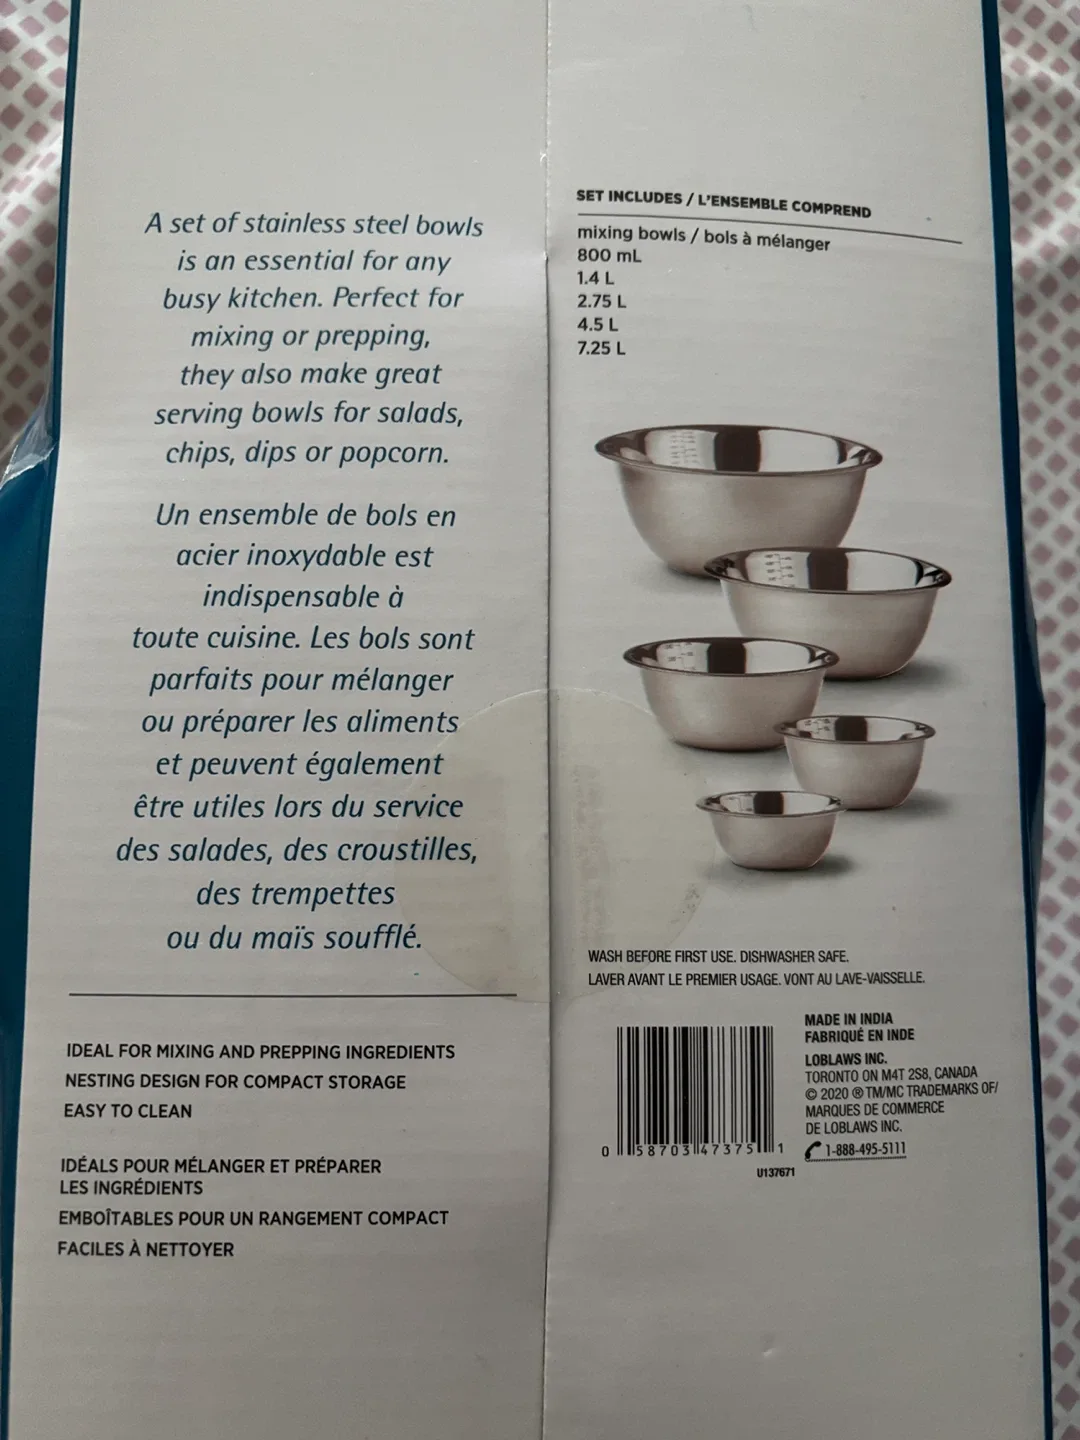 A set of stainless steel bowls
is an essential for any
busy kitchen. Perfect for
mixing or prepping,
they also make great
serving bowls for salads,
chips, dips or popcorn.
Un ensemble de bols en
acier inoxydable est
indispensable à
toute cuisine. Les bols sont
parfaits pour mélanger
ou préparer les aliments
et peuvent également
être utiles lors du service
des salades, des croustilles,
des trempettes
ou du maïs soufflé.
IDEAL FOR MIXING AND PREPPING INGREDIENTS
NESTING DESIGN FOR COMPACT STORAGE
EASY TO CLEAN
IDÉALS POUR MÉLANGER ET PRÉPARER
LES INGRÉDIENTS
EMBOÎTABLES POUR UN RANGEMENT COMPACT
FACILES À NETTOYER
SET INCLUDES / L'ENSEMBLE COMPREND
mixing bowls / bols à mélanger
800 mL
1.4 L
2.75 L
4.5 L
7.25 L
WASH BEFORE FIRST USE. DISHWASHER SAFE.
LAVER AVANT LE PREMIER USAGE. VONT AU LAVE-VAISSELLE.
MADE IN INDIA
FABRIQUÉ EN INDE
LOBLAWS INC.
TORONTO ON M4T 2S8, CANADA
© 2020 ® TM/MC TRADEMARKS OF/
MARQUES DE COMMERCE
DE LOBLAWS INC.
1-888-495-5111
0 58703 47375 1
U137671